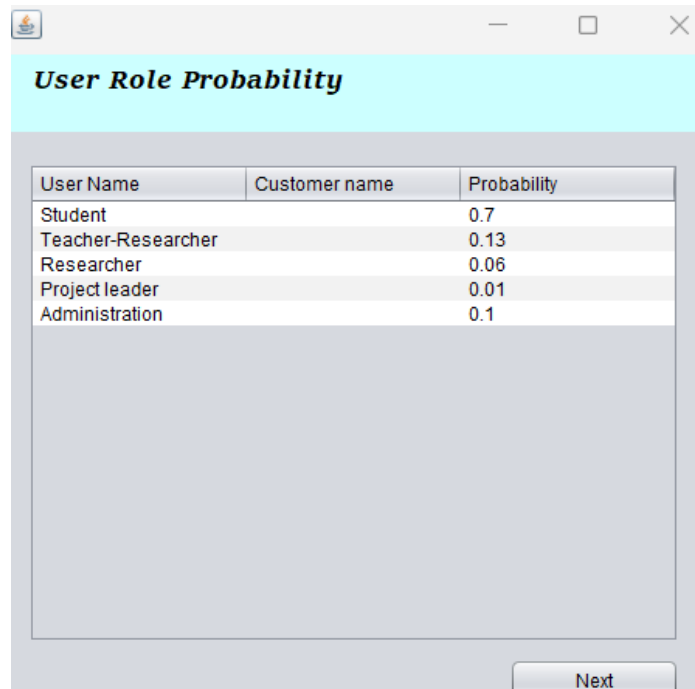 User Role Probability
User Name Customer name Probability
Student 0.7
Teacher-Researcher 0.13
Researcher 0.06
Project leader 0.01
Administration 0.1
Next